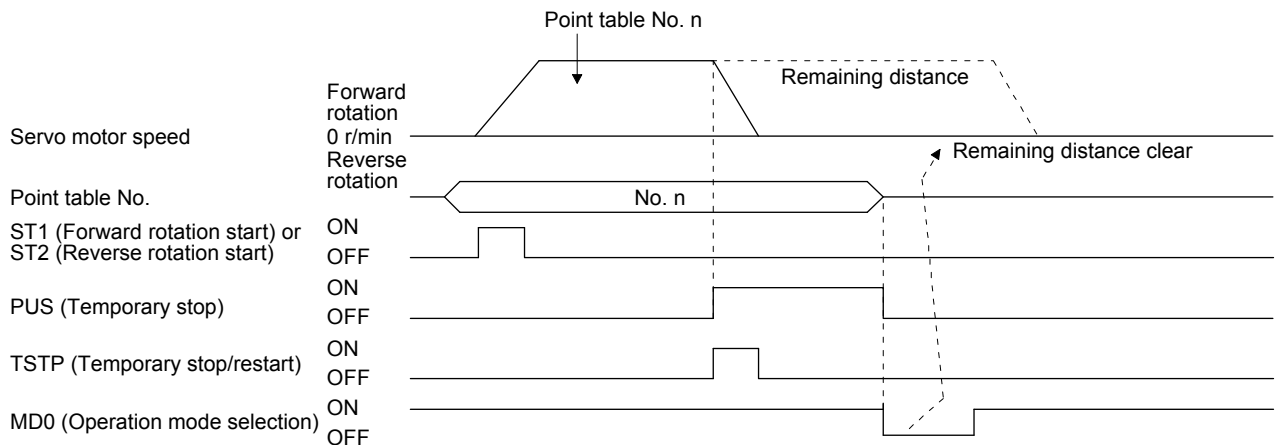 Point table No. n
Remaining distance
Forward
rotation
Servo motor speed
0 r/min
Reverse
rotation
Remaining distance clear
Point table No.
No. n
ST1 (Forward rotation start) or
ST2 (Reverse rotation start)
ON
OFF
PUS (Temporary stop)
ON
OFF
TSTP (Temporary stop/restart)
ON
OFF
MD0 (Operation mode selection)
ON
OFF